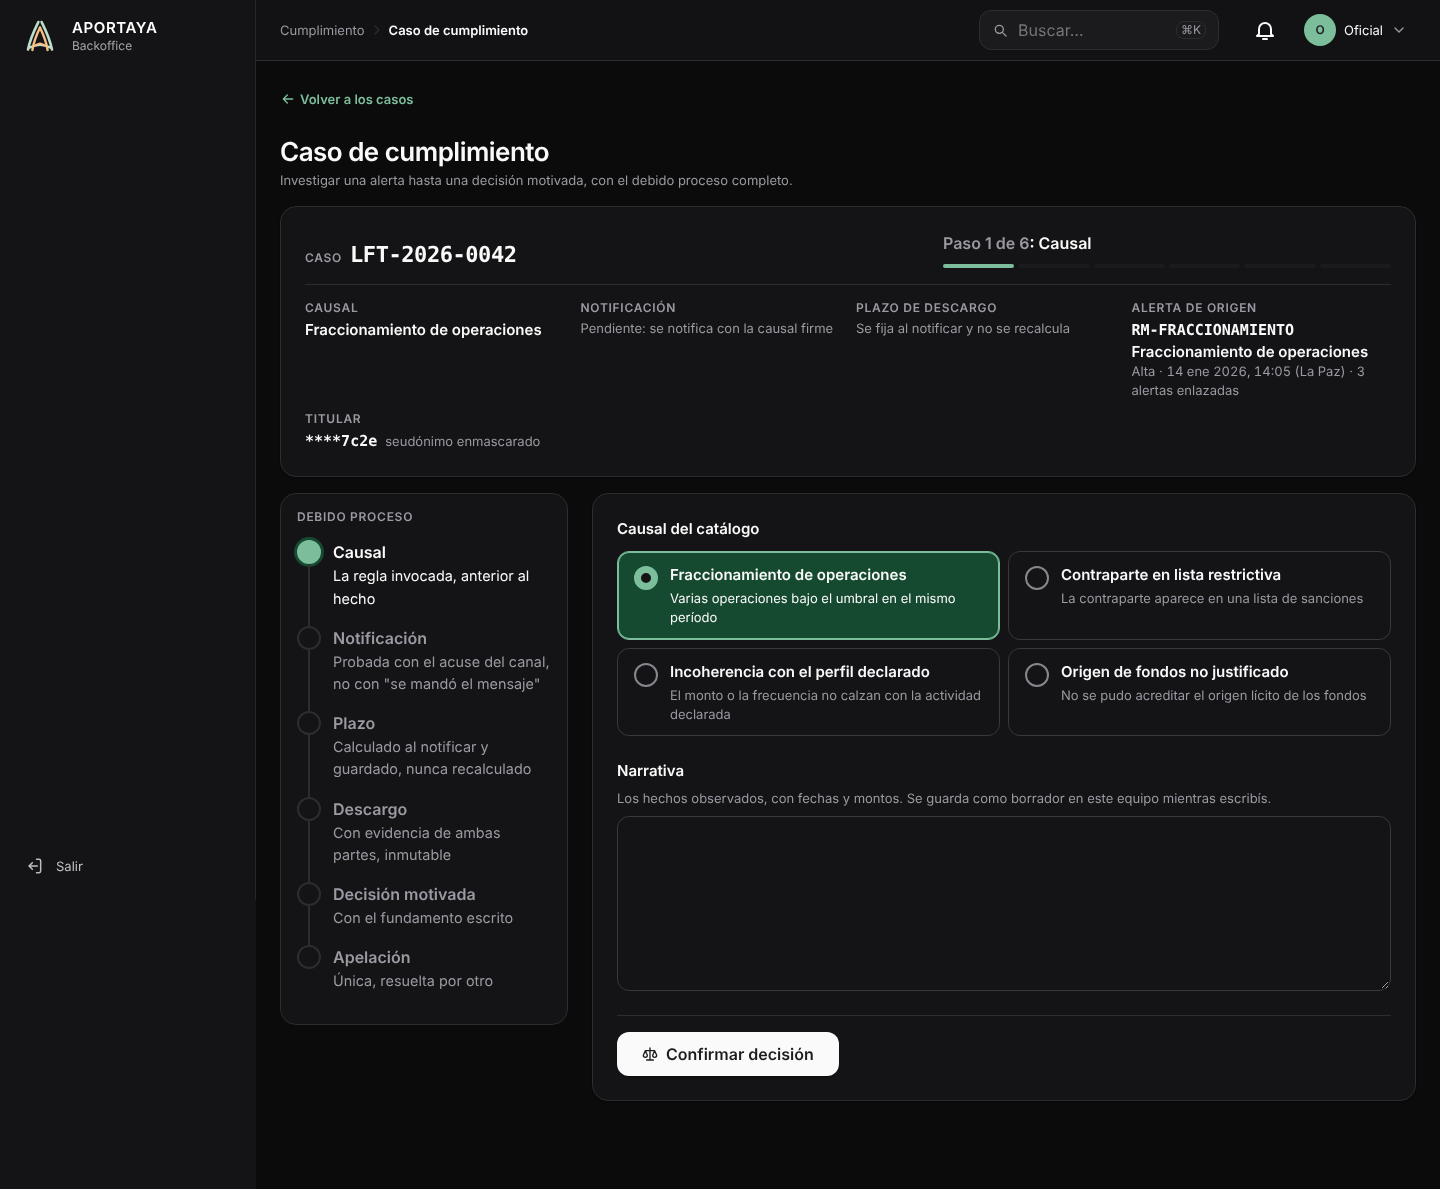 APORTAYA
Backoffice
Cumplimiento
Caso de cumplimiento
Buscar...
⌘K
O
Oficial
Volver a los casos
Caso de cumplimiento
Investigar una alerta hasta una decisión motivada, con el debido proceso completo.
CASO LFT-2026-0042
Paso 1 de 6: Causal
CAUSAL
Fraccionamiento de operaciones
NOTIFICACIÓN
Pendiente: se notifica con la causal firme
PLAZO DE DESCARGO
Se fija al notificar y no se recalcula
ALERTA DE ORIGEN
RM-FRACCIONAMIENTO
Fraccionamiento de operaciones
Alta · 14 ene 2026, 14:05 (La Paz) · 3
alertas enlazadas
TITULAR
****7c2e seudónimo enmascarado
DEBIDO PROCESO
Causal
La regla invocada, anterior al
hecho
Notificación
Probada con el acuse del canal,
no con "se mandó el mensaje"
Plazo
Calculado al notificar y
guardado, nunca recalculado
Descargo
Con evidencia de ambas
partes, inmutable
Decisión motivada
Con el fundamento escrito
Apelación
Única, resuelta por otro
Causal del catálogo
Fraccionamiento de operaciones
Varias operaciones bajo el umbral en el mismo
período
Contraparte en lista restrictiva
La contraparte aparece en una lista de sanciones
Incoherencia con el perfil declarado
El monto o la frecuencia no calzan con la actividad
declarada
Origen de fondos no justificado
No se pudo acreditar el origen lícito de los fondos
Narrativa
Los hechos observados, con fechas y montos. Se guarda como borrador en este equipo mientras escribís.
Confirmar decisión
Salir